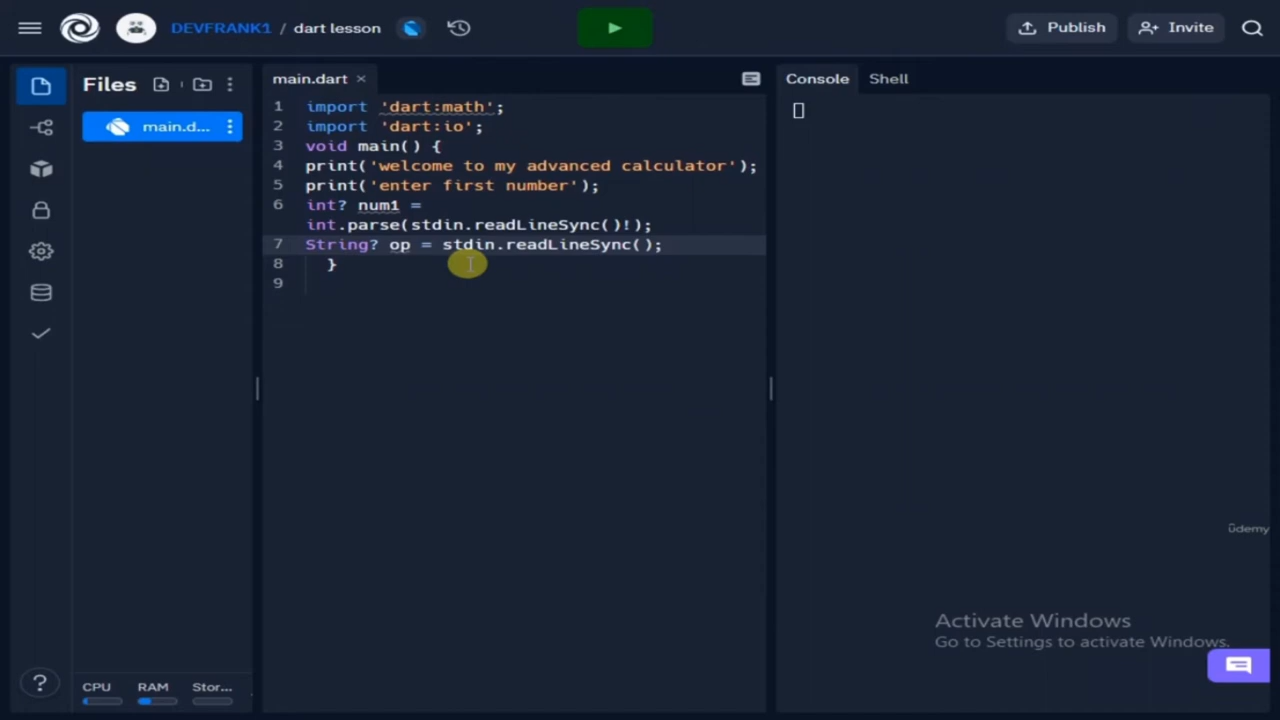 DEVFRANK1 / dart lesson
Publish
Invite
Files
main.d...
main.dart ×
1 import 'dart:math';
2 import 'dart:io';
3 void main() {
4 print('welcome to my advanced calculator');
5 print('enter first number');
6 int? num1 =
int.parse(stdin.readLineSync()!);
7 String? op = stdin.readLineSync();
8 }
9
Console
Shell
ûdemy
Activate Windows
Go to Settings to activate Windows.
?
CPU
RAM
Stor...